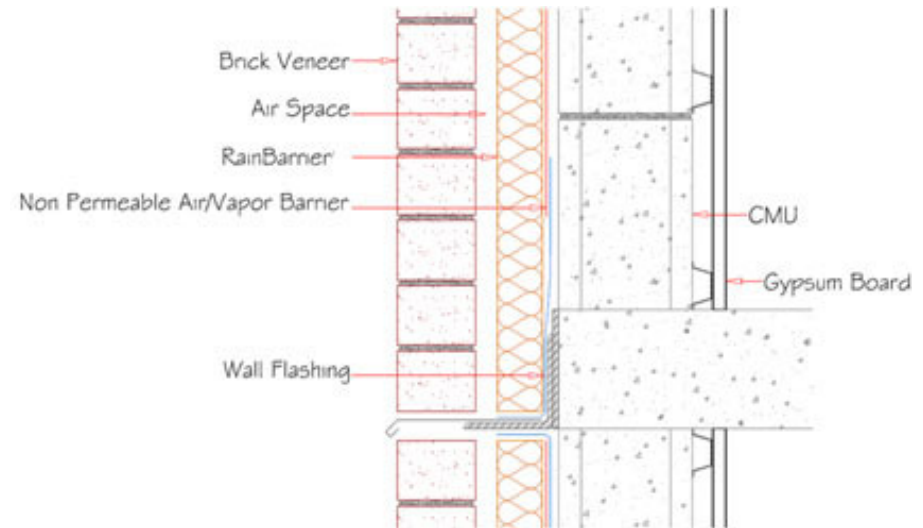 Brick Veneer
Air Space
RainBarrier
Non Permeable Air/Vapor Barrier
CMU
Gypsum Board
Wall Flashing